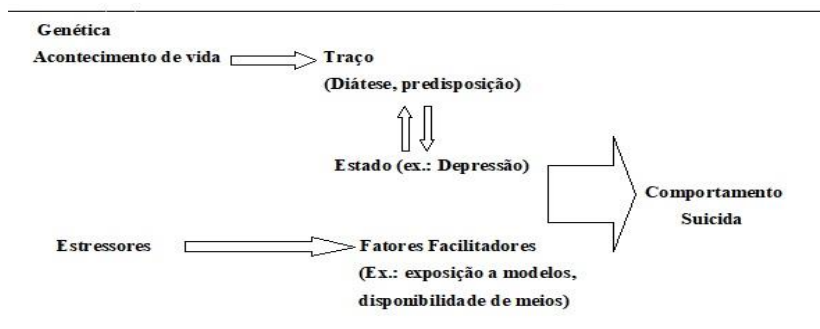 Genética
Acontecimento de vida
Traço
(Diátese, predisposição)
Estado (ex.: Depressão)
Comportamento
Suicida
Estressores
Fatores Facilitadores
(Ex.: exposição a modelos,
disponibilidade de meios)